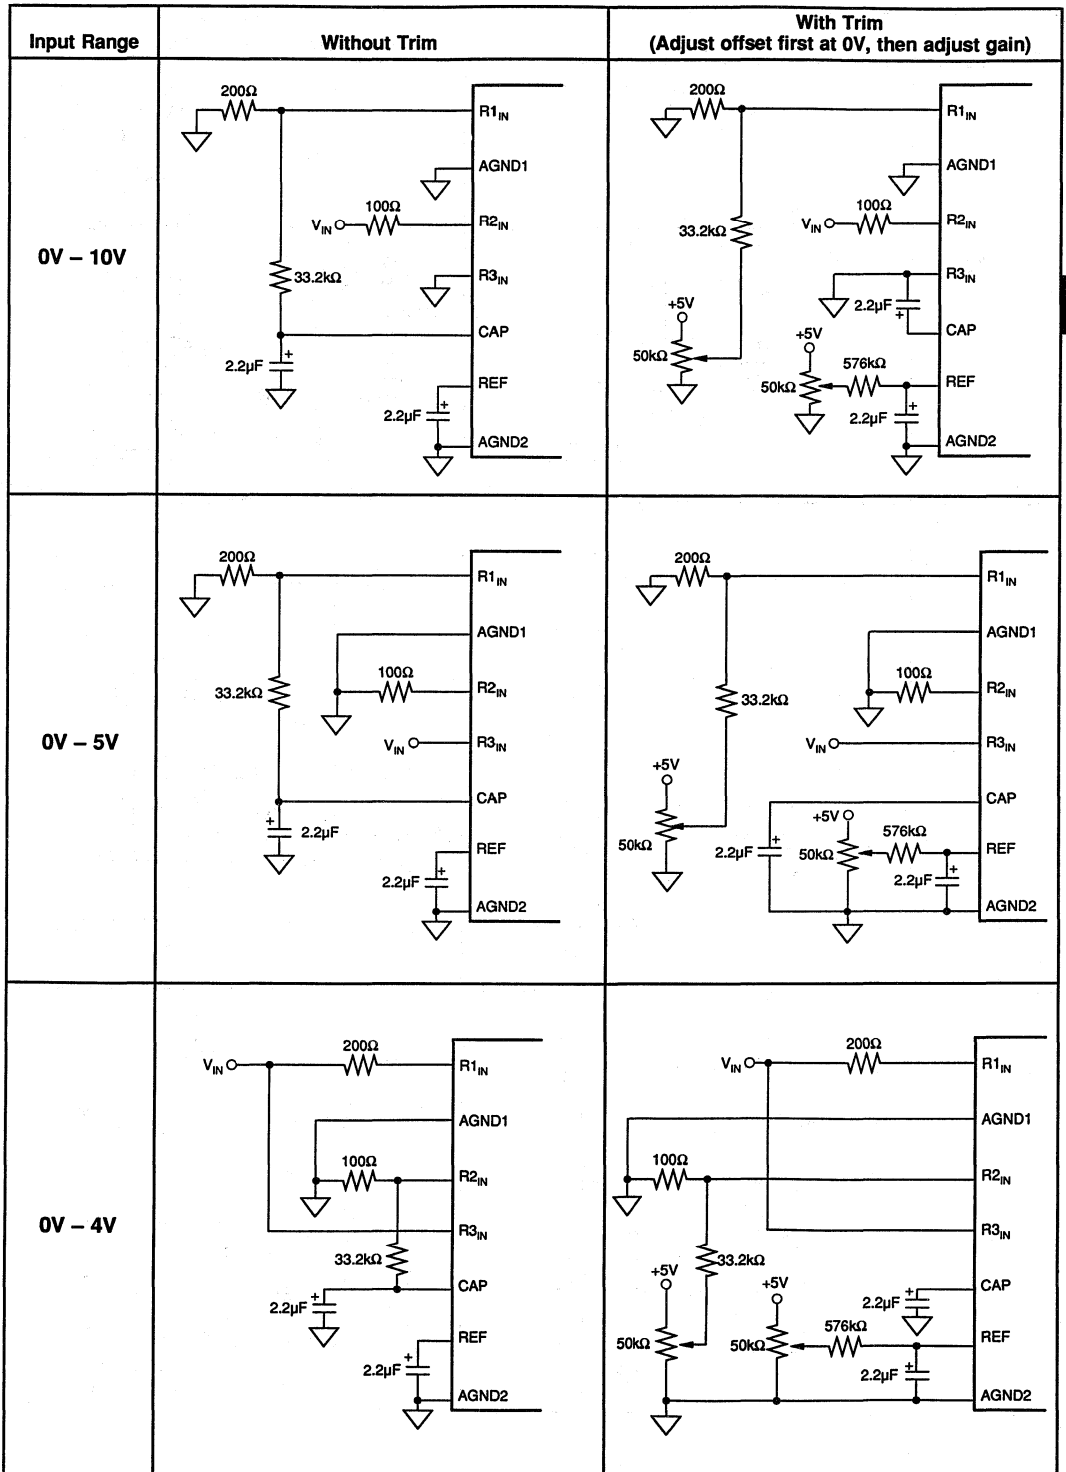 Input Range
Without Trim
With Trim
(Adjust offset first at 0V, then adjust gain)
0V – 10V
200Ω
R1IN
AGND1
100Ω
VIN
R2IN
33.2kΩ
R3IN
CAP
+
2.2µF
REF
+
2.2µF
AGND2
200Ω
R1IN
AGND1
100Ω
VIN
R2IN
33.2kΩ
R3IN
+5V
2.2µF
+
CAP
+5V
50kΩ
576kΩ
REF
50kΩ
+
2.2µF
AGND2
0V – 5V
200Ω
R1IN
AGND1
100Ω
R2IN
33.2kΩ
VIN
R3IN
CAP
+
2.2µF
REF
+
2.2µF
AGND2
200Ω
R1IN
AGND1
100Ω
R2IN
33.2kΩ
VIN
R3IN
+5V
CAP
+5V
576kΩ
50kΩ
+
2.2µF
50kΩ
REF
+
2.2µF
AGND2
0V – 4V
200Ω
VIN
R1IN
AGND1
100Ω
R2IN
R3IN
33.2kΩ
CAP
+
2.2µF
REF
+
2.2µF
AGND2
200Ω
VIN
R1IN
AGND1
100Ω
R2IN
R3IN
33.2kΩ
+5V
+5V
CAP
+
2.2µF
576kΩ
50kΩ
50kΩ
REF
+
2.2µF
AGND2